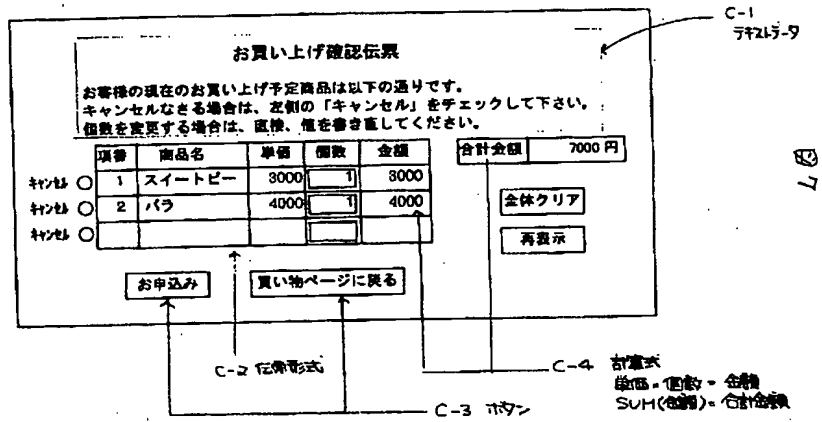 C-1
テキストデータ
お買い上げ確認伝票
お客様の現在のお買い上げ予定商品は以下の通りです。
キャンセルなさる場合は、左側の「キャンセル」をチェックして下さい。
個数を変更する場合は、直接、値を書き直してください。
項番 商品名 単価 個数 金額 合計金額 7000 円
キャンセル 1 スイートピー 3000 1 3000
キャンセル 2 バラ 4000 1 4000
キャンセル
全体クリア
再表示
お申込み 買い物ページに戻る
図7
C-2 伝票形式
C-3 ボタン
C-4 計算式
単価 * 個数 = 金額
SUM(金額) = 合計金額